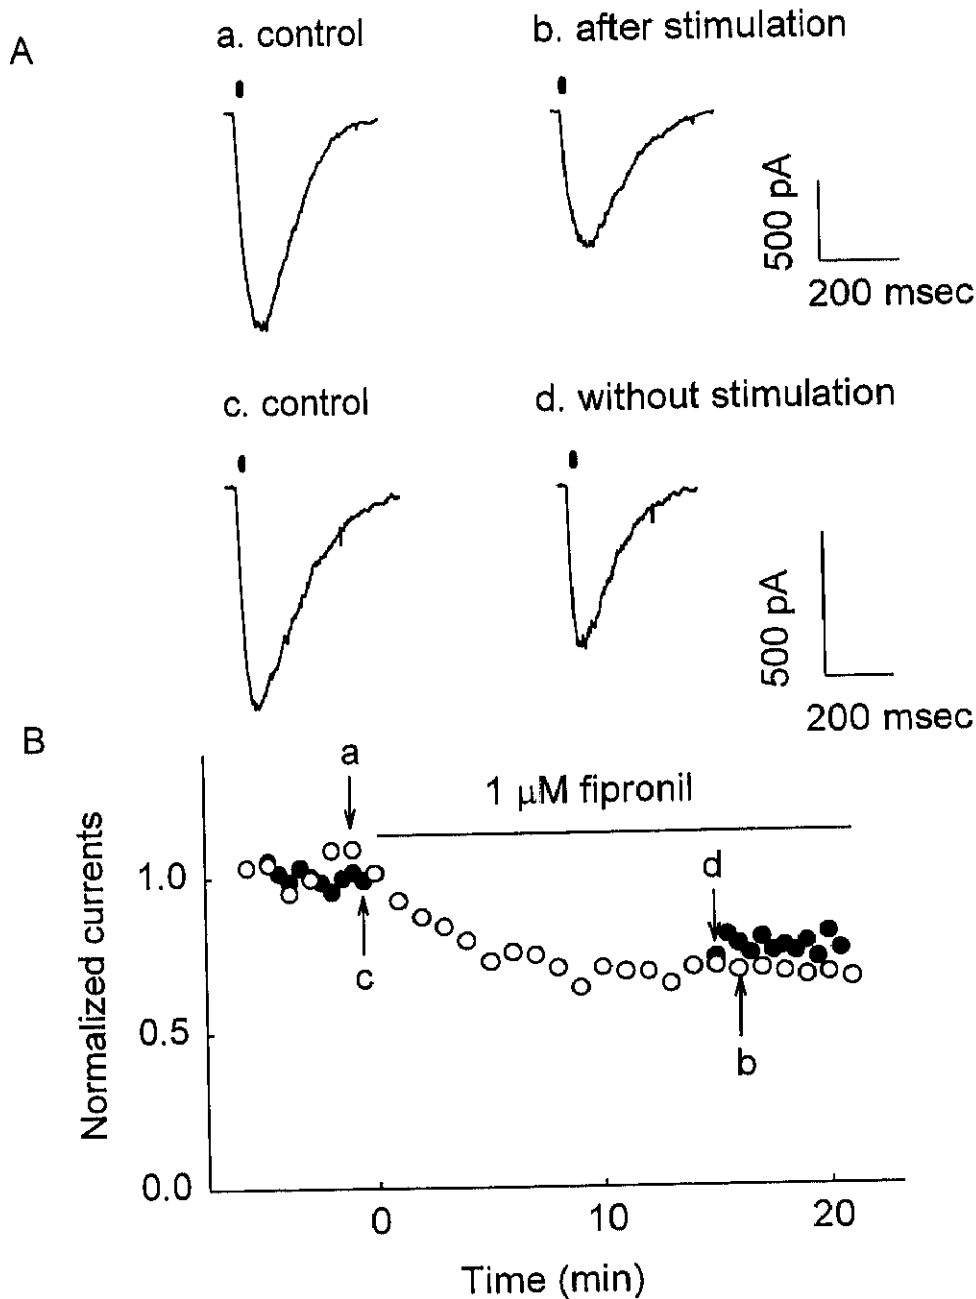 A
a. control
b. after stimulation
500 pA
200 msec
c. control
d. without stimulation
500 pA
200 msec
B
a
1 μM fipronil
d
c
b
Normalized currents
1.0
0.5
0.0
0
10
20
Time (min)